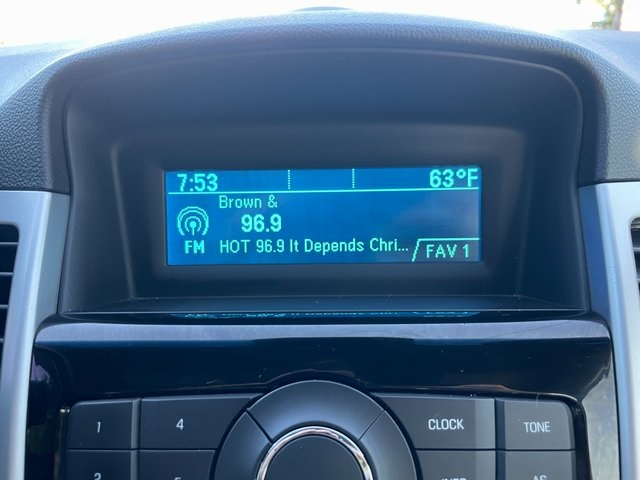 7:53 63°F
Brown &
96.9
FM HOT 96.9 It Depends Chri... FAV 1
1 4 CLOCK TONE